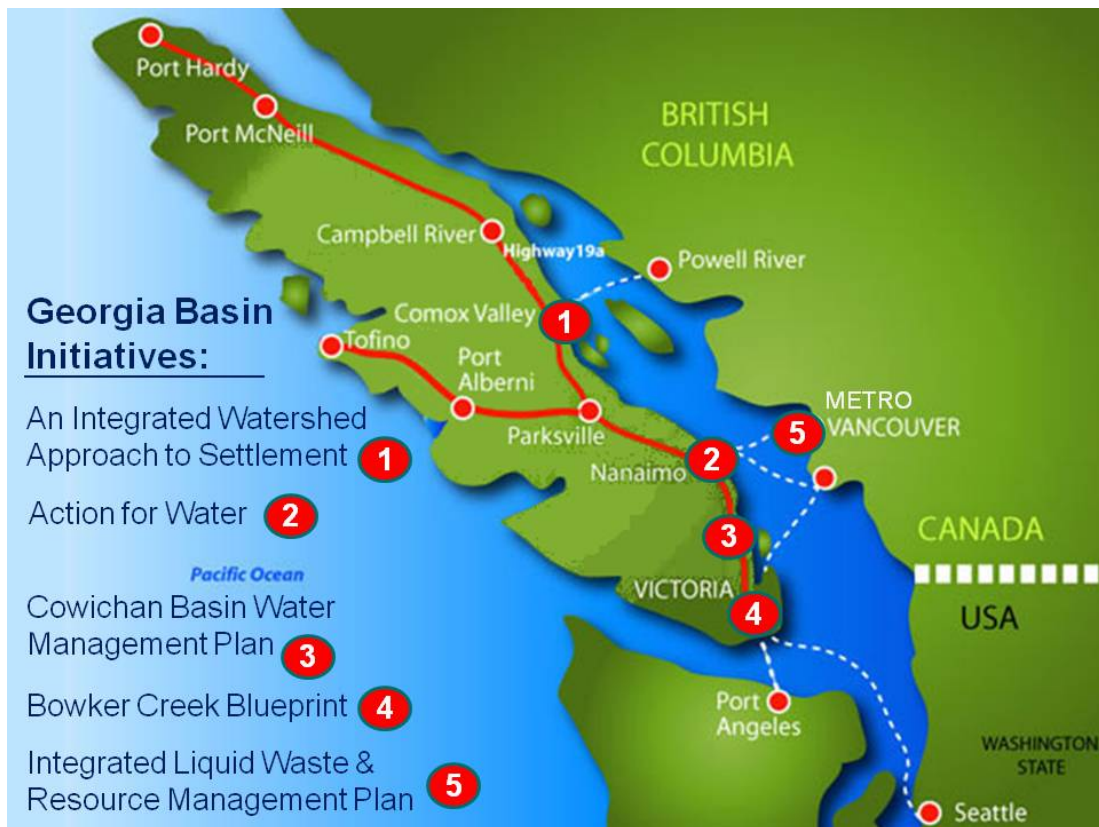 Port Hardy
Port McNeill
BRITISH
COLUMBIA
Campbell River
Highway19a
Powell River
Georgia Basin
Initiatives:
Comox Valley
1
Tofino
Port
Alberni
An Integrated Watershed
Approach to Settlement 1
Parksville
METRO
VANCOUVER
5
Nanaimo
2
Action for Water 2
3
CANADA
Pacific Ocean
VICTORIA
4
USA
Cowichan Basin Water
Management Plan 3
Bowker Creek Blueprint 4
Port
Angeles
WASHINGTON
STATE
Integrated Liquid Waste &
Resource Management Plan 5
Seattle